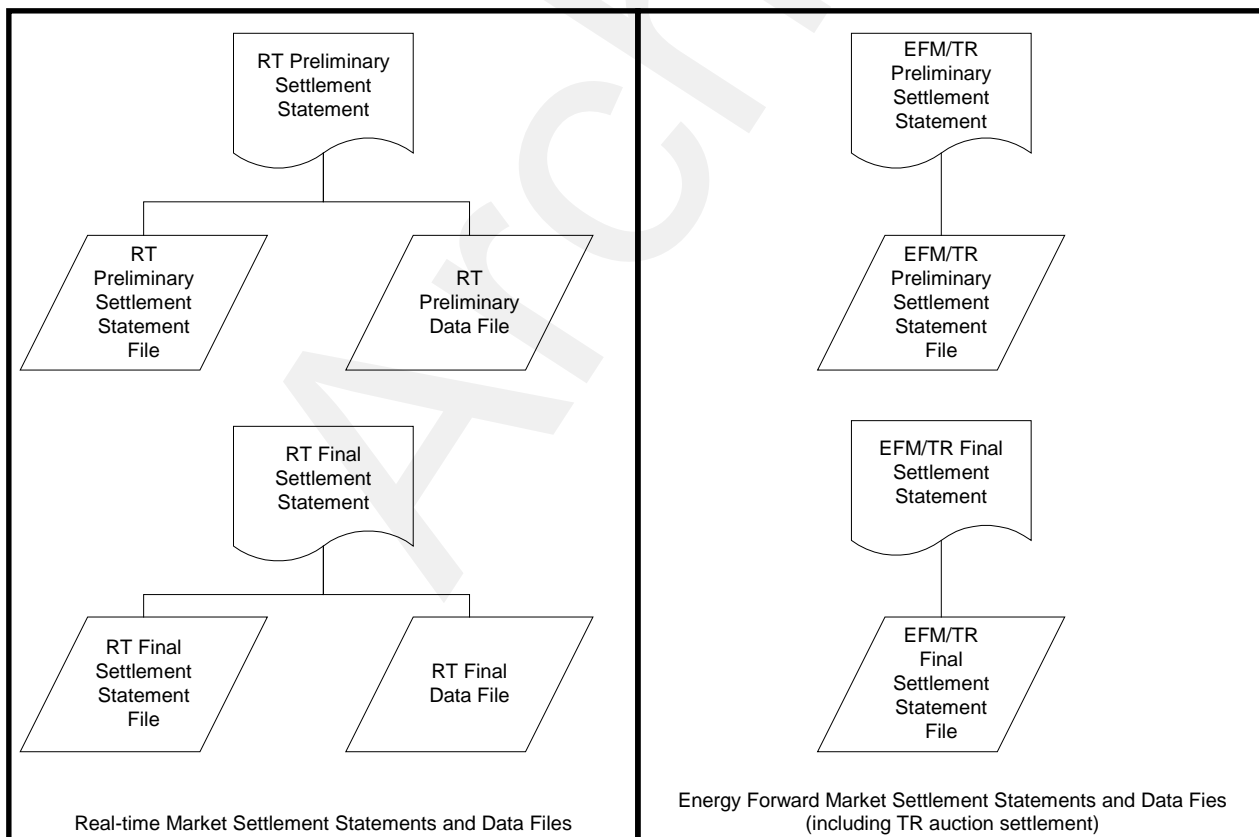 RT Preliminary
Settlement
Statement
RT
Preliminary
Settlement
Statement
File
RT
Preliminary
Data File
RT Final
Settlement
Statement
RT Final
Settlement
Statement
File
RT Final
Data File
Real-time Market Settlement Statements and Data Files
EFM/TR
Preliminary
Settlement
Statement
EFM/TR
Preliminary
Settlement
Statement
File
EFM/TR Final
Settlement
Statement
EFM/TR
Final
Settlement
Statement
File
Energy Forward Market Settlement Statements and Data Fies
(including TR auction settlement)